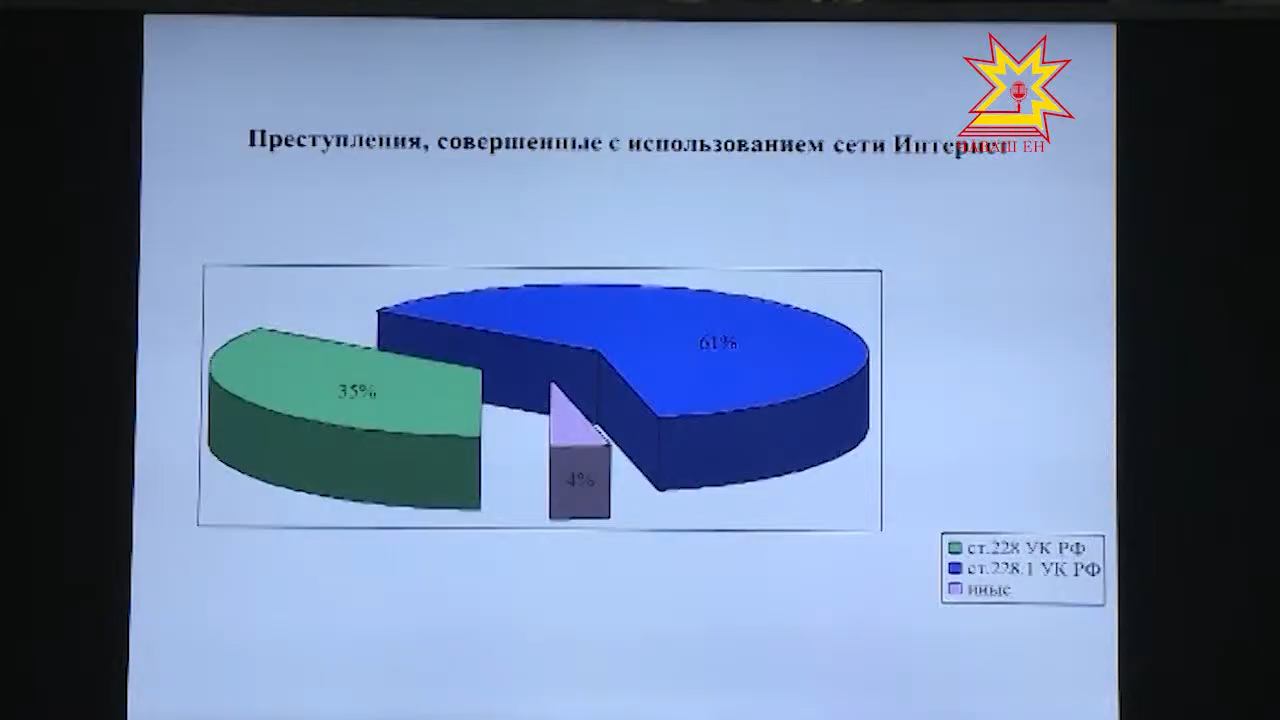 Преступления, совершенные с использованием сети Интернет
61%
35%
4%
ст.228 УК РФ
ст.228.1 УК РФ
иные